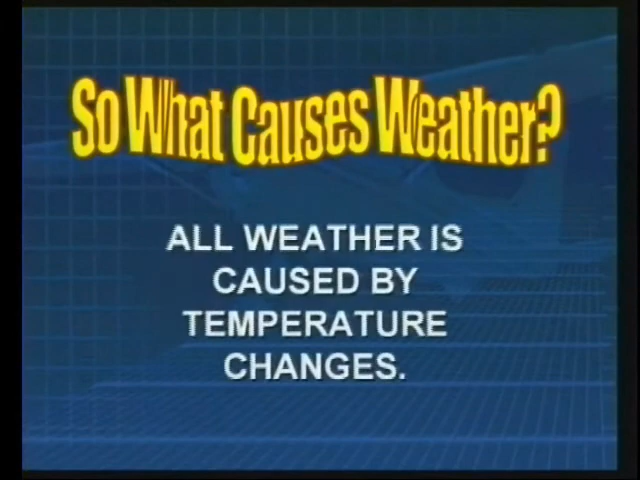 So What Causes Weather?
ALL WEATHER IS
CAUSED BY
TEMPERATURE
CHANGES.